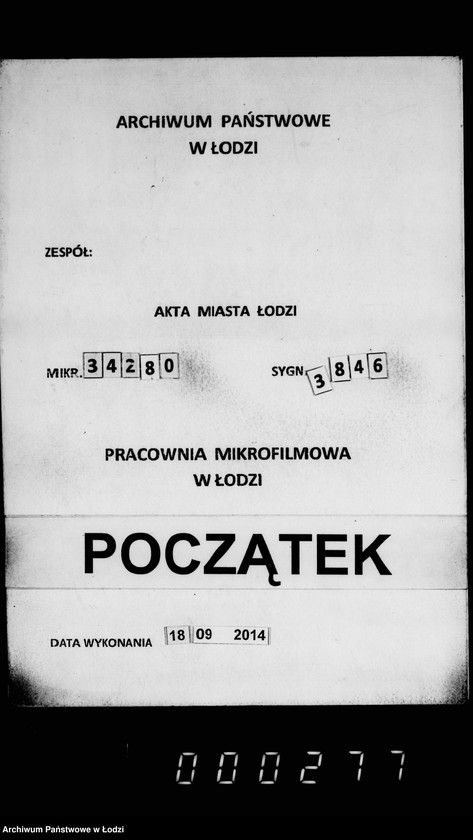 ARCHIWUM PAŃSTWOWE
W ŁODZI
ZESPÓŁ:
AKTA MIASTA ŁODZI
MIKR. 34280 SYGN. 3846
PRACOWNIA MIKROFILMOWA
W ŁODZI
POCZĄTEK
DATA WYKONANIA 18 09 2014
000277
Archiwum Państwowe w Łodzi